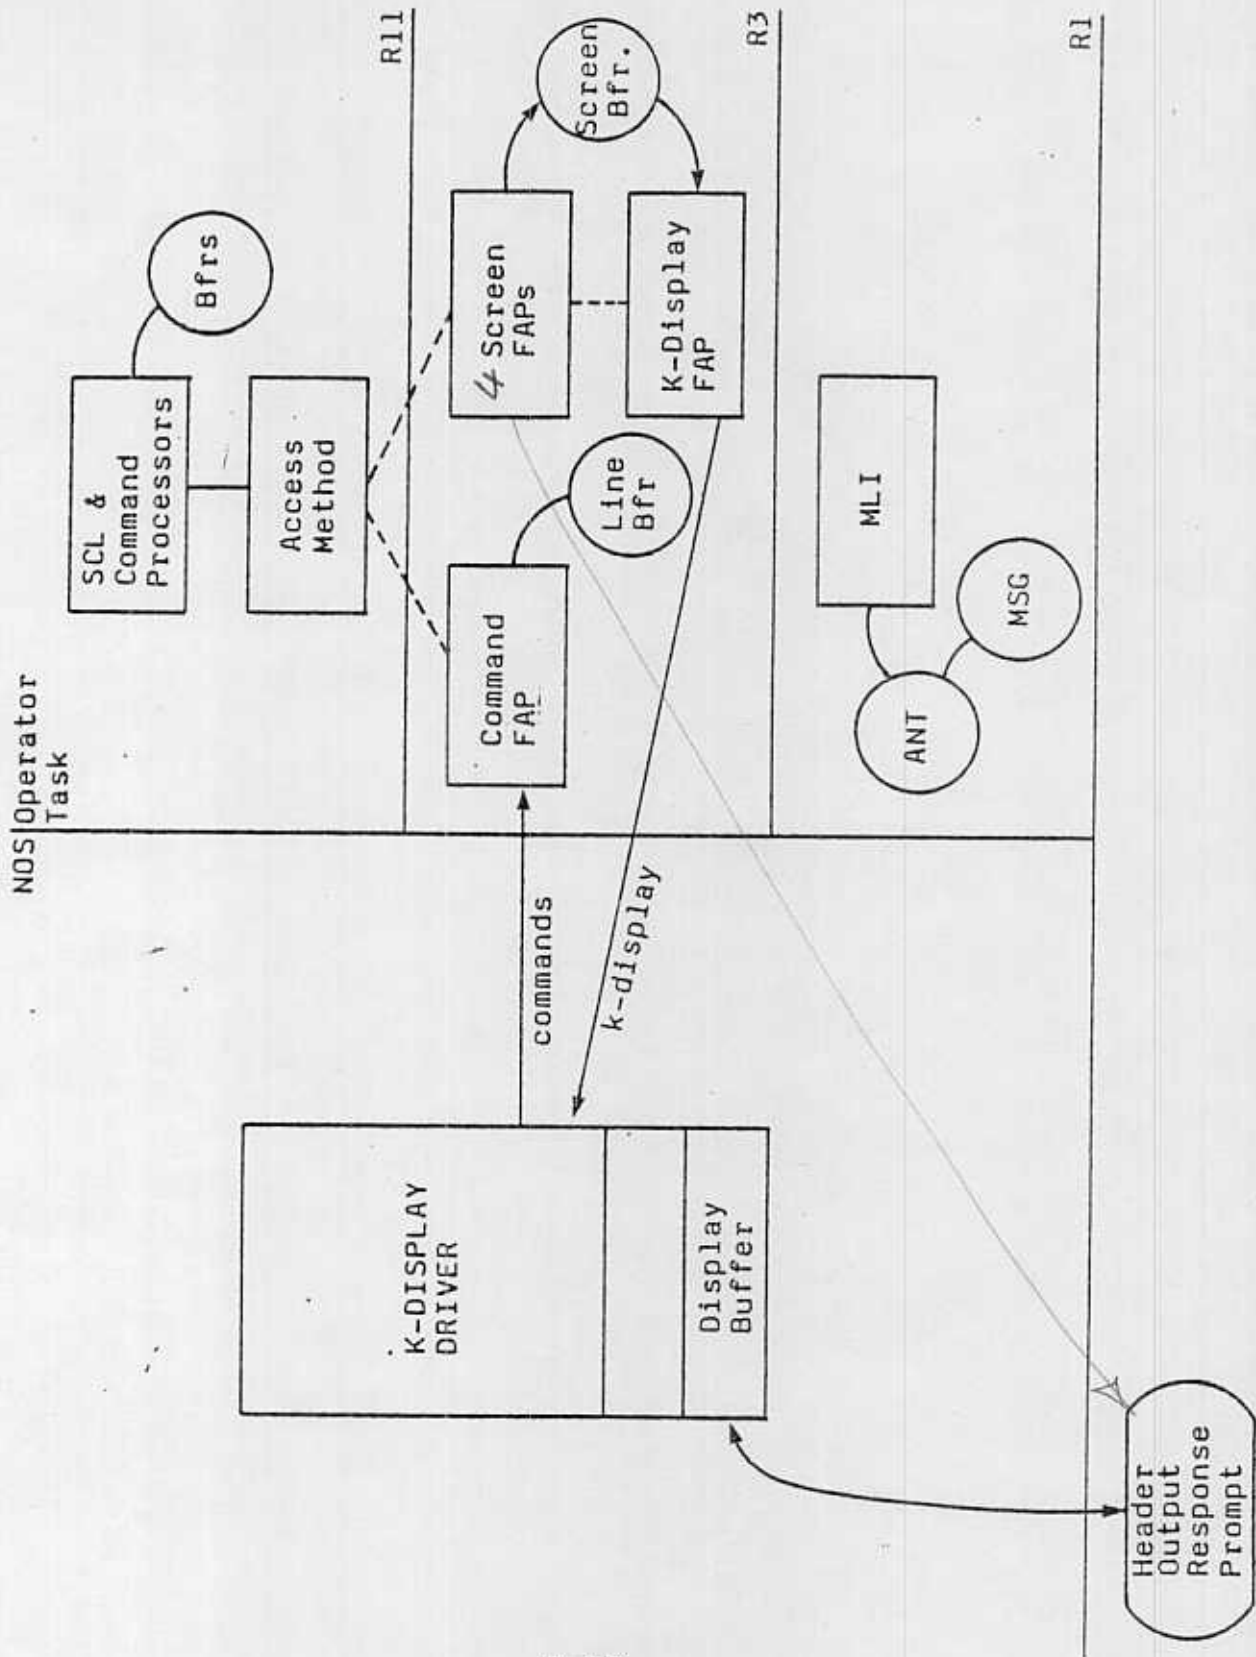 NOS
Operator
Task
SCL &
Command
Processors
Bfrs
Access
Method
R11
Command
FAP
Line
Bfr
4 Screen
FAPs
Screen
Bfr.
K-Display
FAP
R3
MLI
ANT
MSG
R1
commands
k-display
K-DISPLAY
DRIVER
Display
Buffer
Header
Output
Response
Prompt